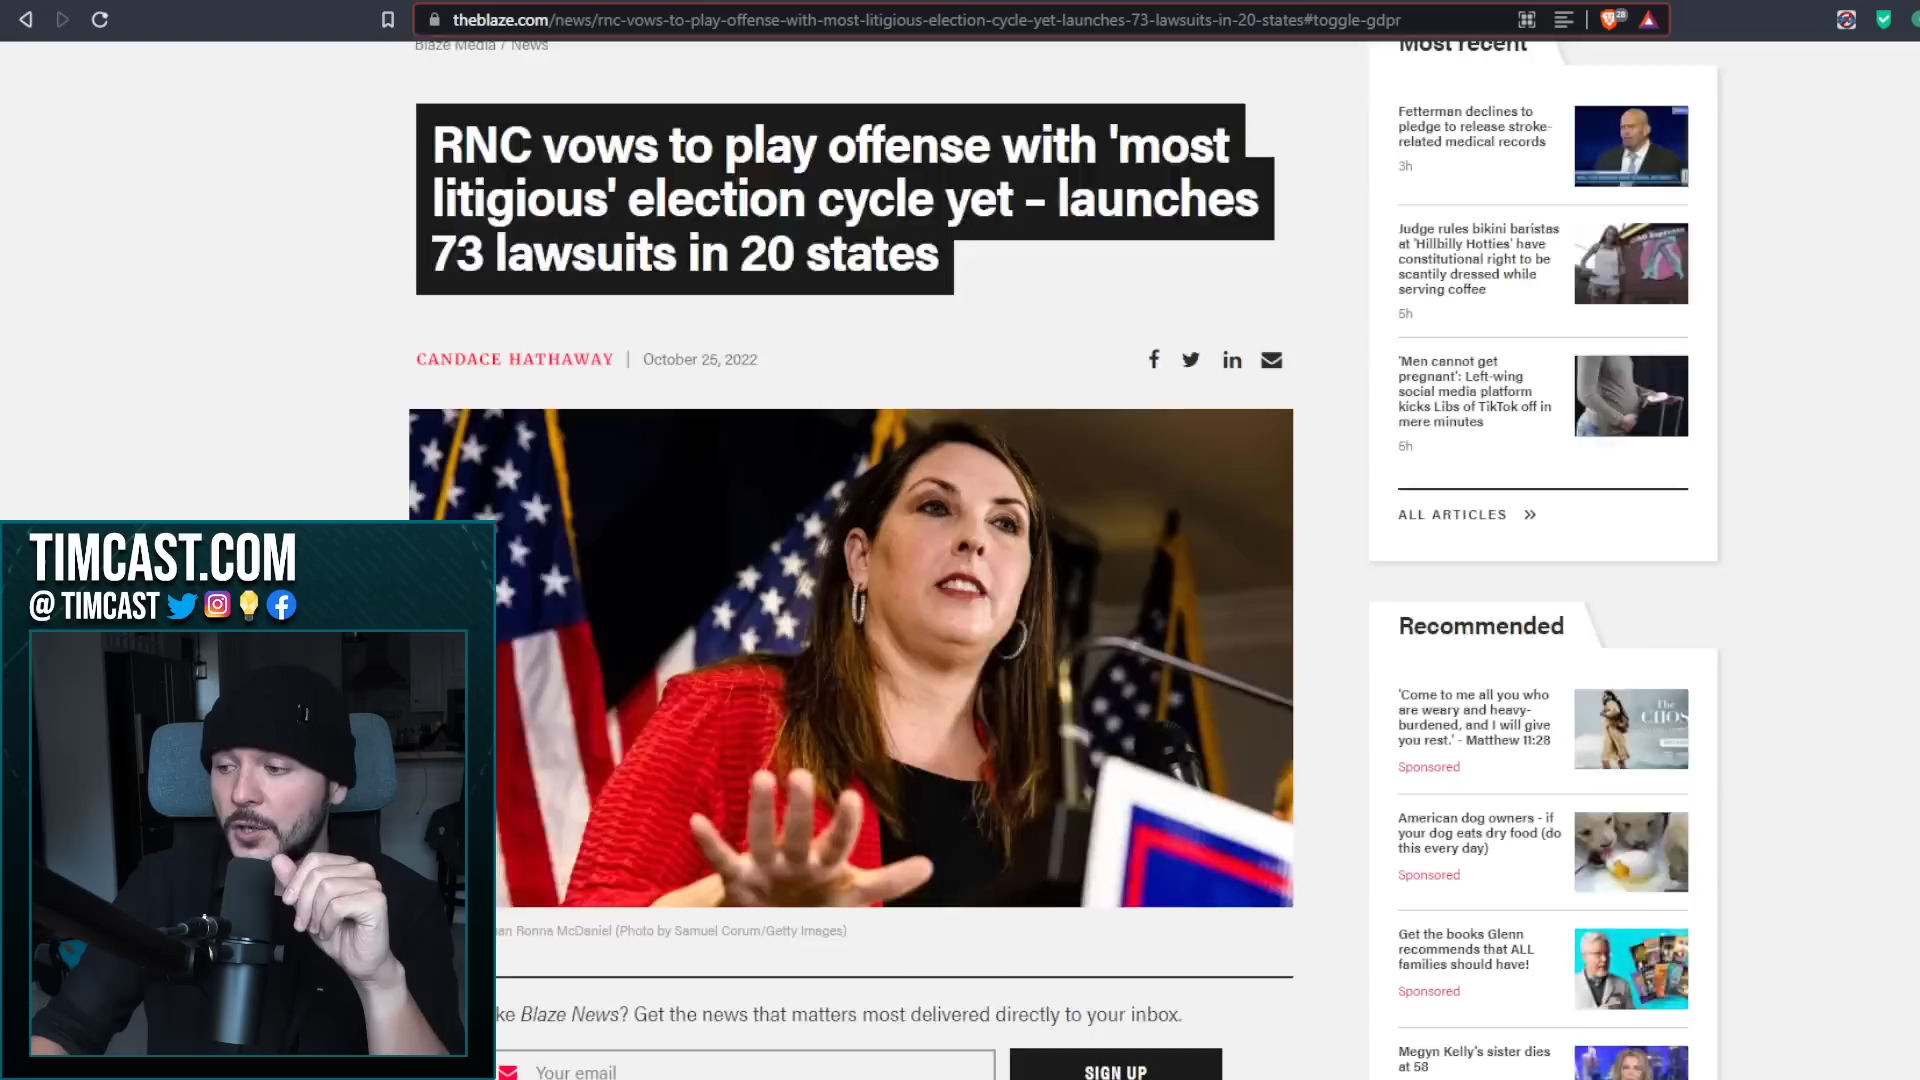 theblaze.com/news/rnc-vows-to-play-offense-with-most-litigious-election-cycle-yet-launches-73-lawsuits-in-20-states#toggle-gdpr
28
Blaze Media / News
RNC vows to play offense with 'most
litigious' election cycle yet – launches
73 lawsuits in 20 states
CANDACE HATHAWAY | October 25, 2022
an Ronna McDaniel (Photo by Samuel Corum/Getty Images)
ke Blaze News? Get the news that matters most delivered directly to your inbox.
Your email
SIGN UP
Most recent
Fetterman declines to
pledge to release stroke-
related medical records
3h
Judge rules bikini baristas
at 'Hillbilly Hotties' have
constitutional right to be
scantily dressed while
serving coffee
5h
'Men cannot get
pregnant': Left-wing
social media platform
kicks Libs of TikTok off in
mere minutes
6h
ALL ARTICLES
Recommended
'Come to me all you who
are weary and heavy-
burdened, and I will give
you rest.' - Matthew 11:28
Sponsored
The
CHOS
American dog owners - if
your dog eats dry food (do
this every day)
Sponsored
Get the books Glenn
recommends that ALL
families should have!
Sponsored
Megyn Kelly's sister dies
at 58
TIMCAST.COM
@ TIMCAST